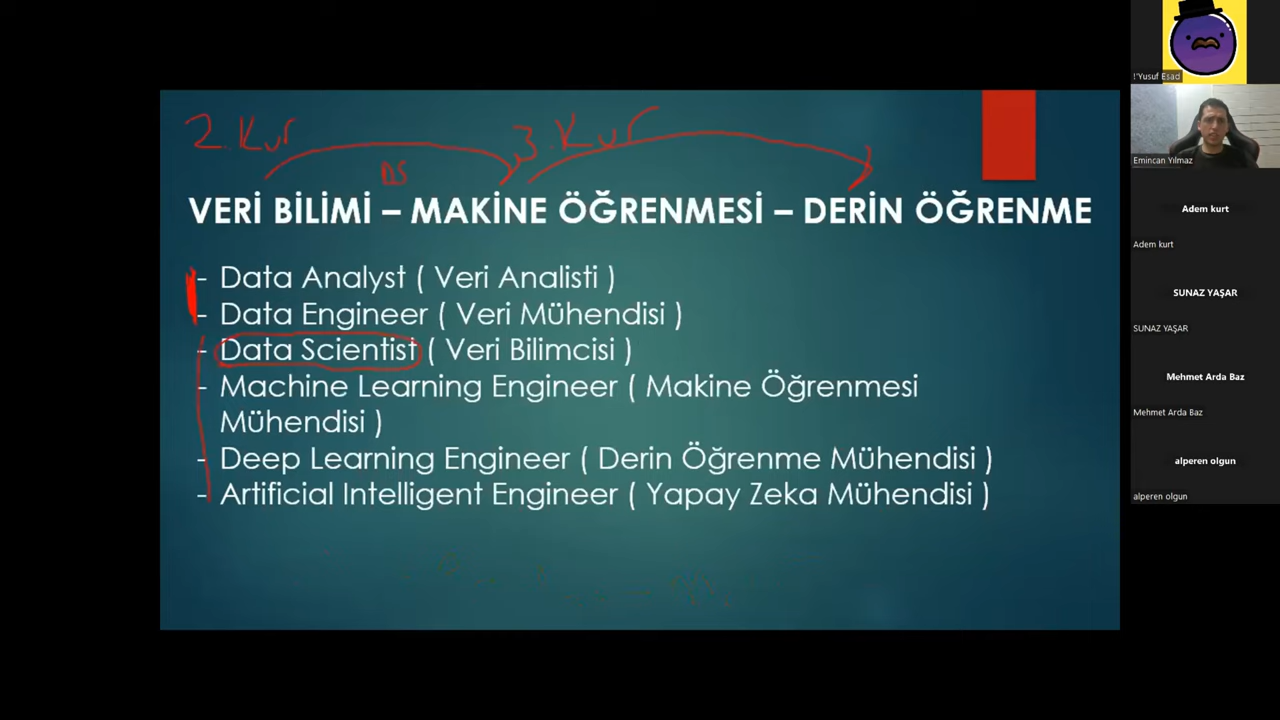 2. Kur
3. Kur
DS
VERİ BİLİMİ – MAKİNE ÖĞRENMESİ – DERİN ÖĞRENME
- Data Analyst ( Veri Analisti )
- Data Engineer ( Veri Mühendisi )
- Data Scientist ( Veri Bilimcisi )
- Machine Learning Engineer ( Makine Öğrenmesi
Mühendisi )
- Deep Learning Engineer ( Derin Öğrenme Mühendisi )
- Artificial Intelligent Engineer ( Yapay Zeka Mühendisi )
!'Yusuf Esad
Emincan Yılmaz
Adem kurt
Adem kurt
SUNAZ YAŞAR
SUNAZ YAŞAR
Mehmet Arda Baz
Mehmet Arda Baz
alperen olgun
alperen olgun